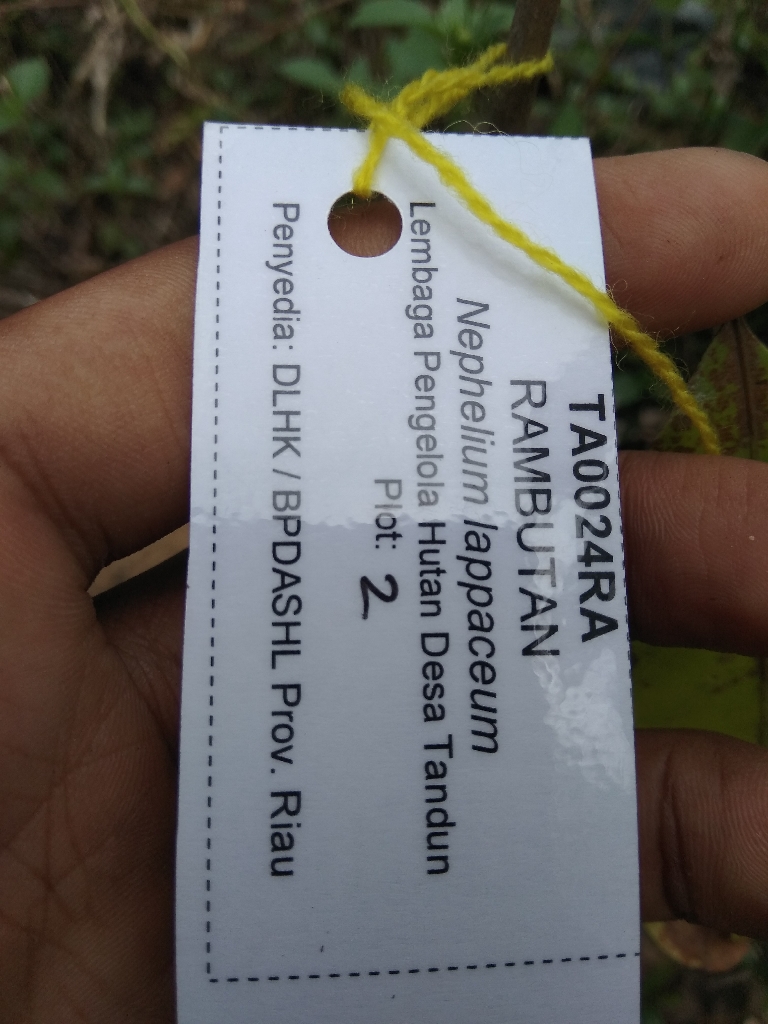 TA0024RA
RAMBUTAN
Nephelium lappaceum
Lembaga Pengelola Hutan Desa Tandun
Plot: 2
Penyedia: DLHK / BPDASHL Prov. Riau